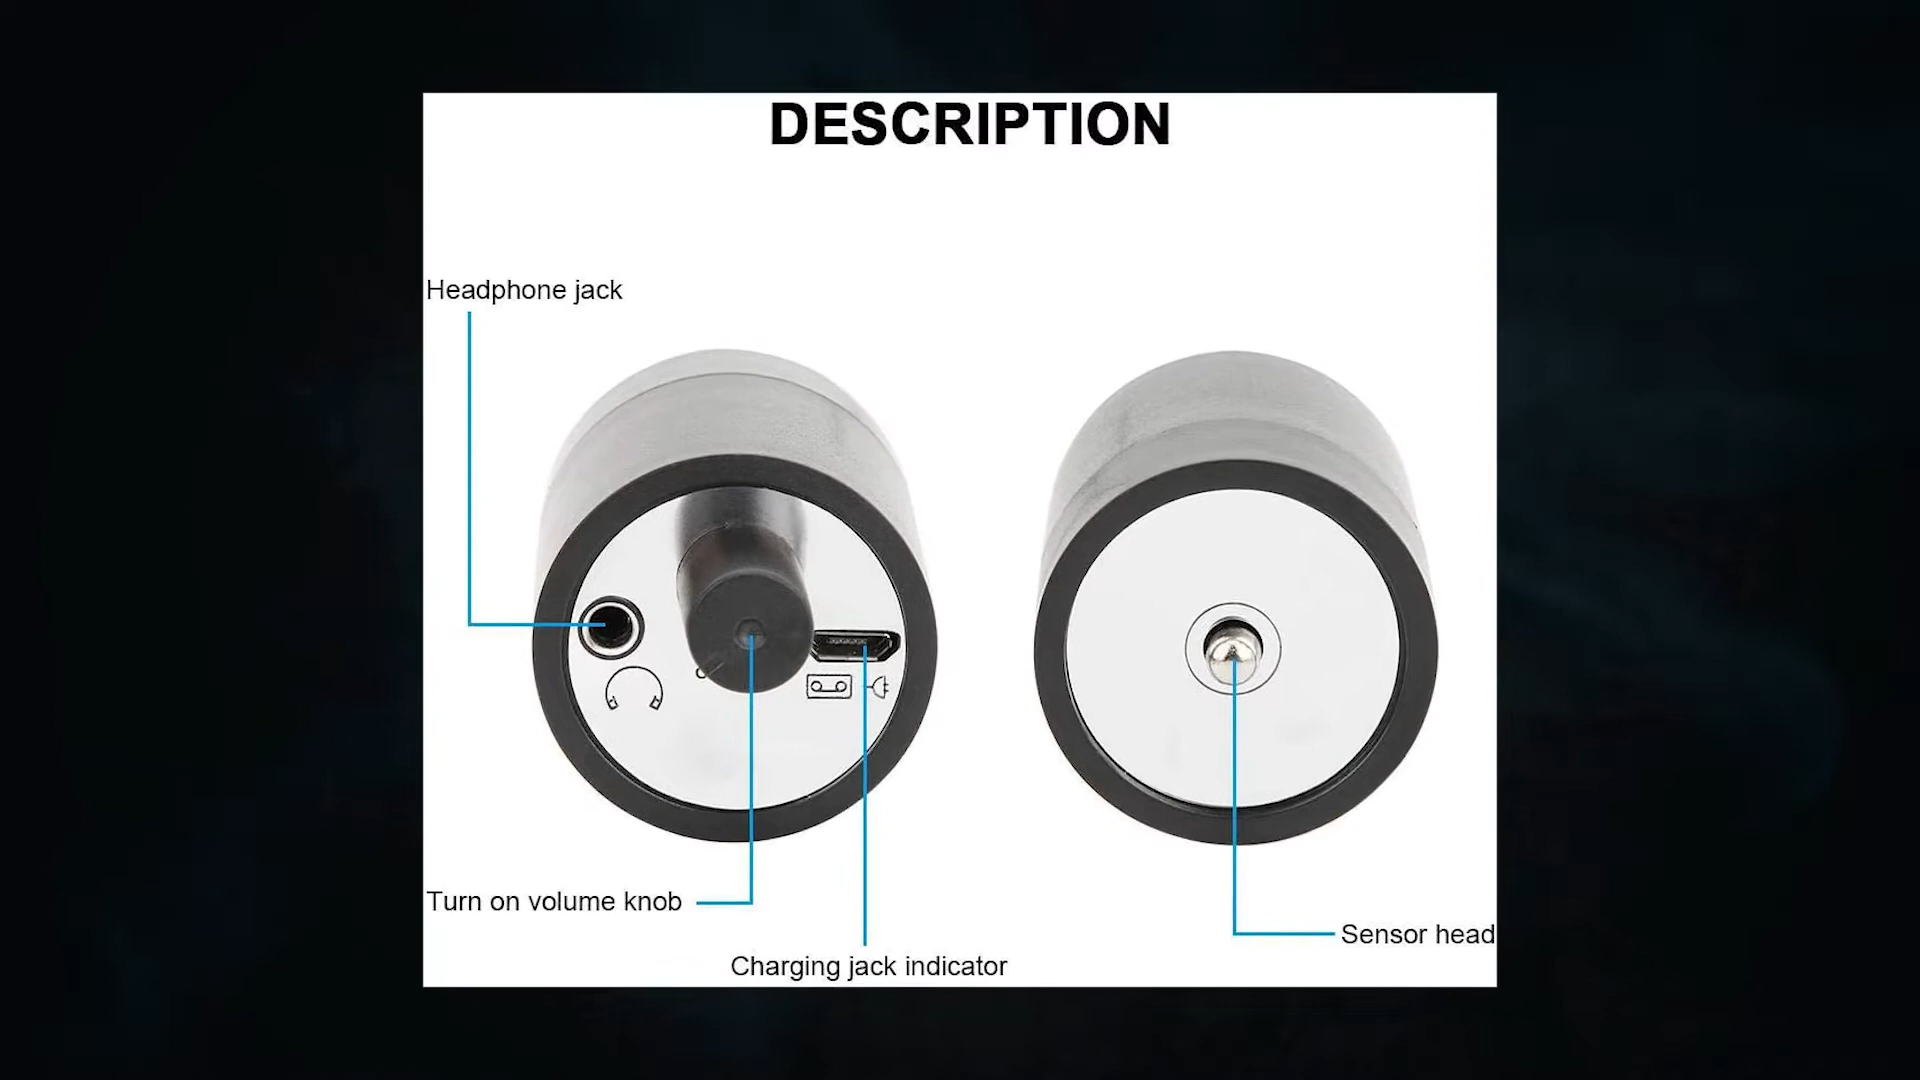 DESCRIPTION
Headphone jack
Turn on volume knob
Charging jack indicator
Sensor head